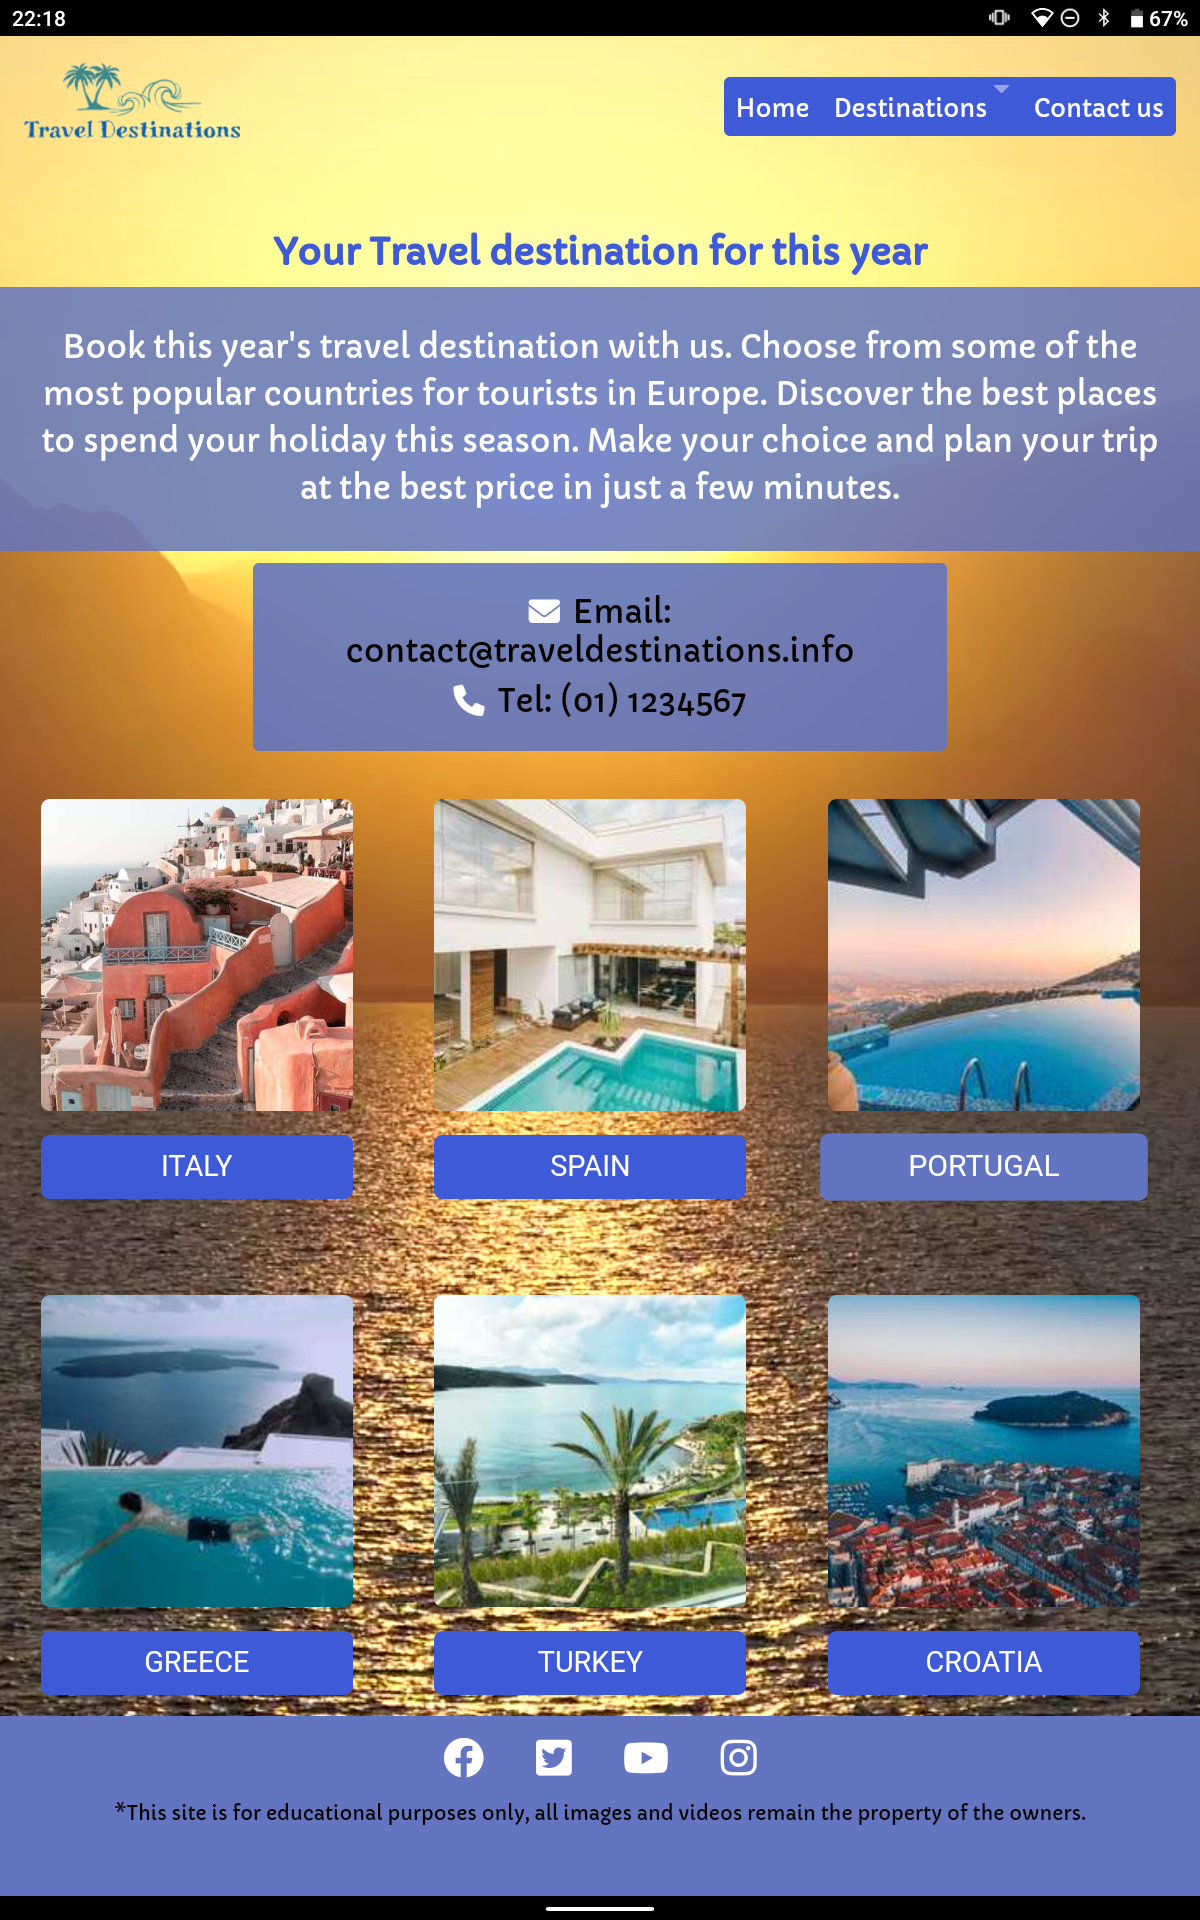 22:18
67%
Travel Destinations
Home Destinations Contact us
Your Travel destination for this year
Book this year's travel destination with us. Choose from some of the
most popular countries for tourists in Europe. Discover the best places
to spend your holiday this season. Make your choice and plan your trip
at the best price in just a few minutes.
Email:
contact@traveldestinations.info
Tel: (01) 1234567
ITALY
SPAIN
PORTUGAL
GREECE
TURKEY
CROATIA
*This site is for educational purposes only, all images and videos remain the property of the owners.